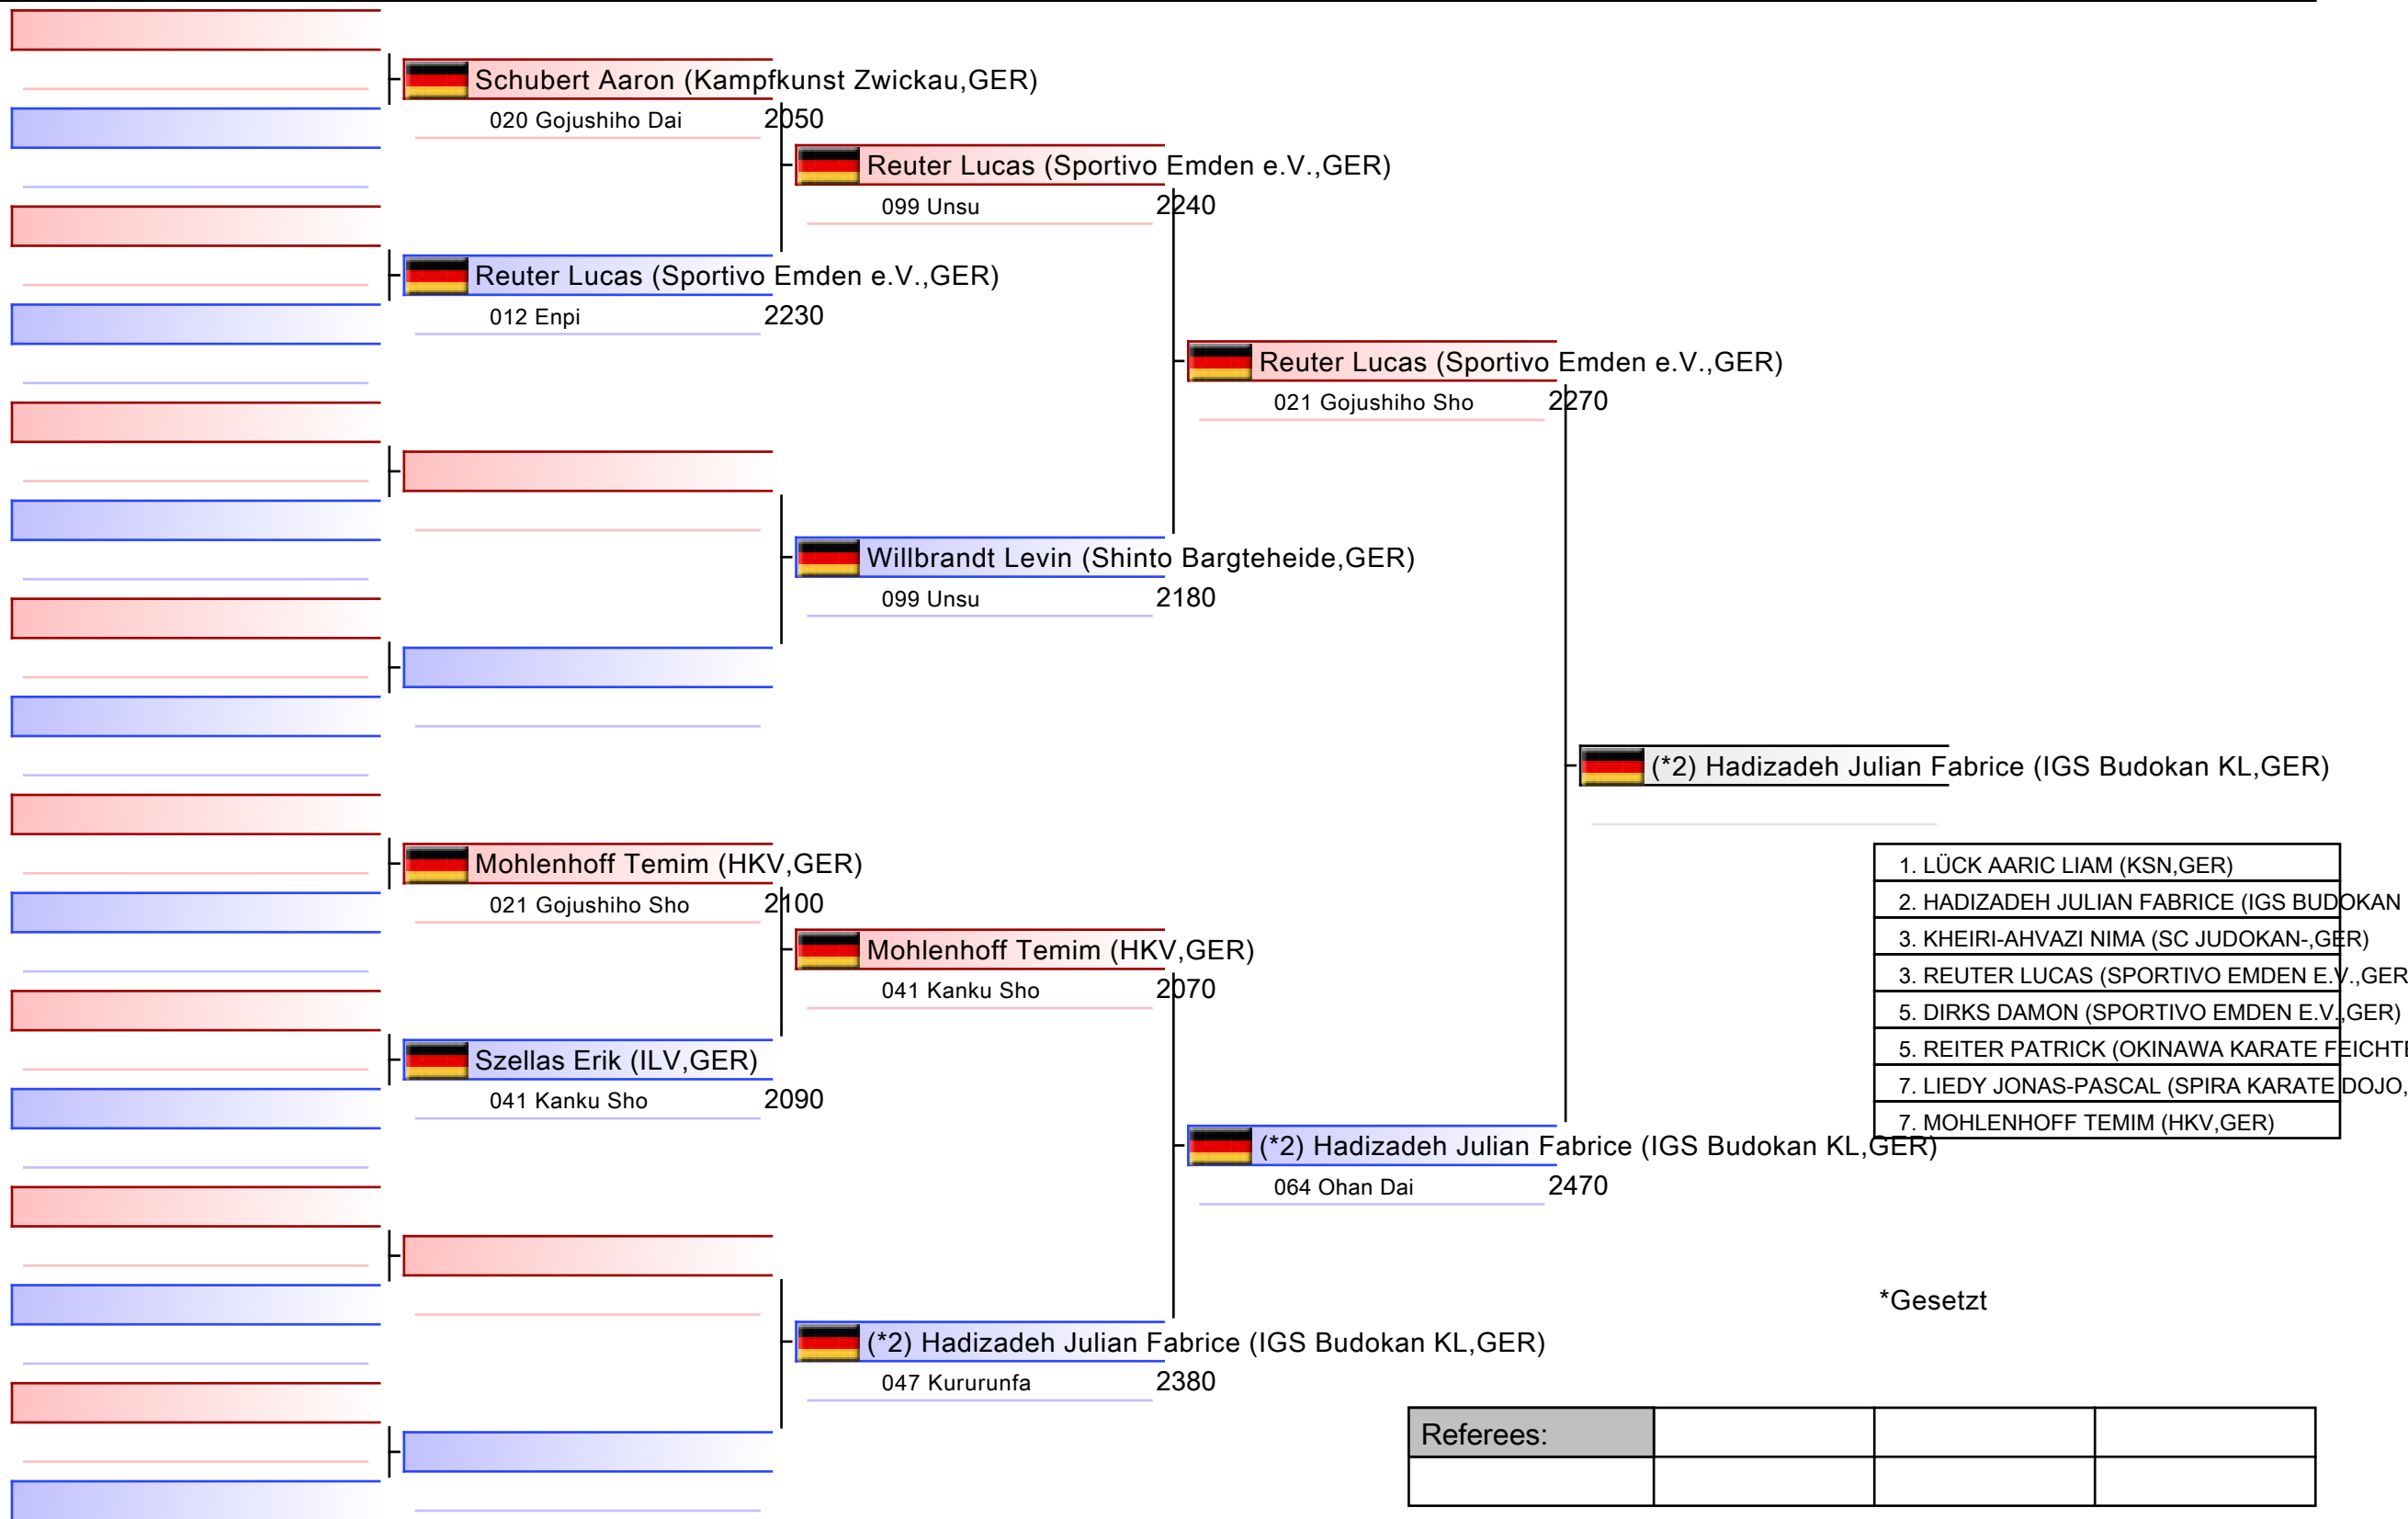 Schubert Aaron (Kampfkunst Zwickau,GER)
020 Gojushiho Dai 2050
Reuter Lucas (Sportivo Emden e.V.,GER)
099 Unsu 2240
Reuter Lucas (Sportivo Emden e.V.,GER)
012 Enpi 2230
Reuter Lucas (Sportivo Emden e.V.,GER)
021 Gojushiho Sho 2270
Willbrandt Levin (Shinto Bargteheide,GER)
099 Unsu 2180
(*2) Hadizadeh Julian Fabrice (IGS Budokan KL,GER)
Mohlenhoff Temim (HKV,GER)
021 Gojushiho Sho 2100
Mohlenhoff Temim (HKV,GER)
041 Kanku Sho 2070
Szellas Erik (ILV,GER)
041 Kanku Sho 2090
1. LÜCK AARIC LIAM (KSN,GER)
2. HADIZADEH JULIAN FABRICE (IGS BUDOKAN
3. KHEIRI-AHVAZI NIMA (SC JUDOKAN-,GER)
3. REUTER LUCAS (SPORTIVO EMDEN E.V.,GER
5. DIRKS DAMON (SPORTIVO EMDEN E.V.,GER)
5. REITER PATRICK (OKINAWA KARATE FEICHTE
7. LIEDY JONAS-PASCAL (SPIRA KARATE DOJO,
7. MOHLENHOFF TEMIM (HKV,GER)
(*2) Hadizadeh Julian Fabrice (IGS Budokan KL,GER)
064 Ohan Dai 2470
*Gesetzt
(*2) Hadizadeh Julian Fabrice (IGS Budokan KL,GER)
047 Kururunfa 2380
Referees: